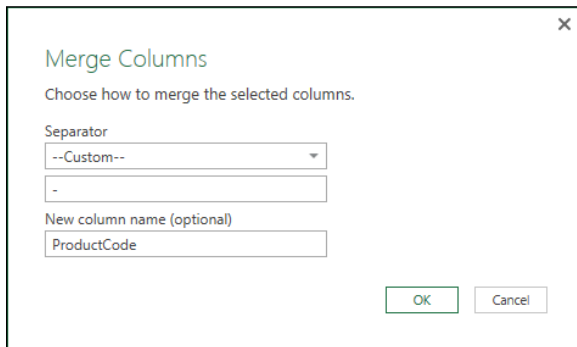 Merge Columns
Choose how to merge the selected columns.
Separator
--Custom--
-
New column name (optional)
ProductCode
OK Cancel